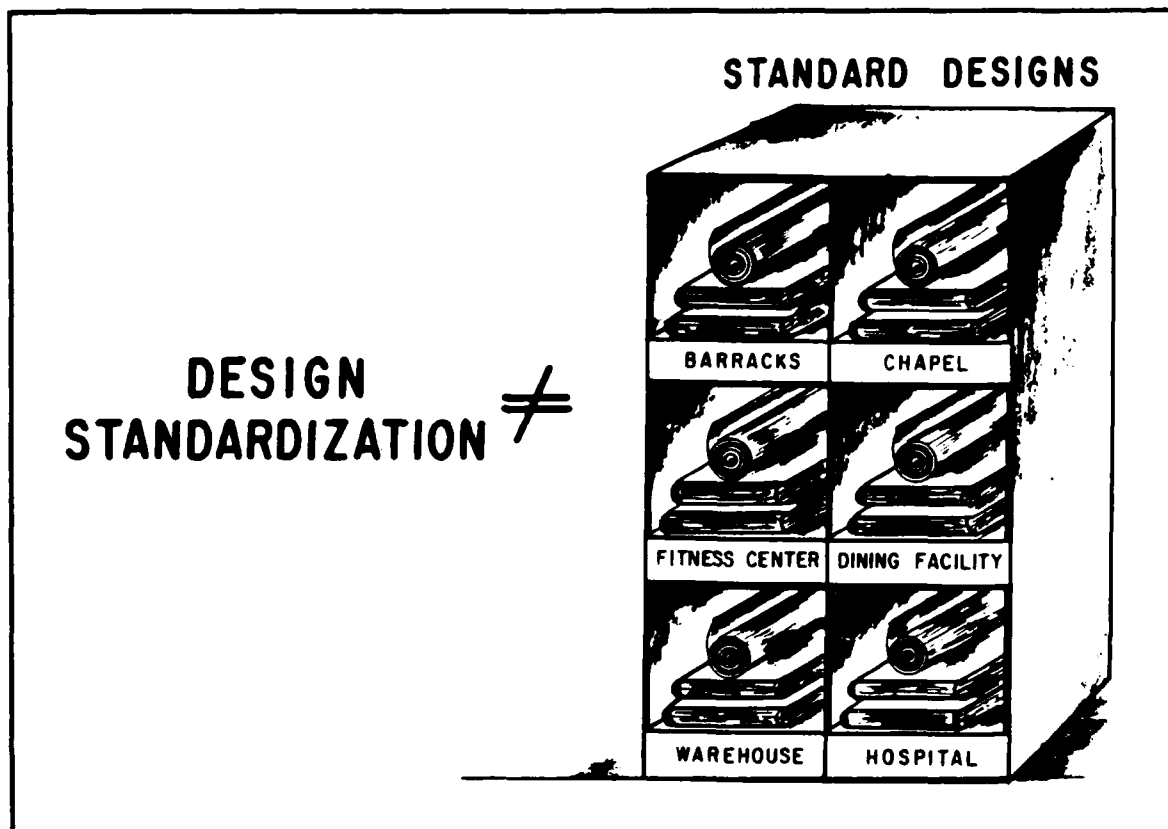 STANDARD DESIGNS
DESIGN
STANDARDIZATION ≠
BARRACKS
CHAPEL
FITNESS CENTER
DINING FACILITY
WAREHOUSE
HOSPITAL